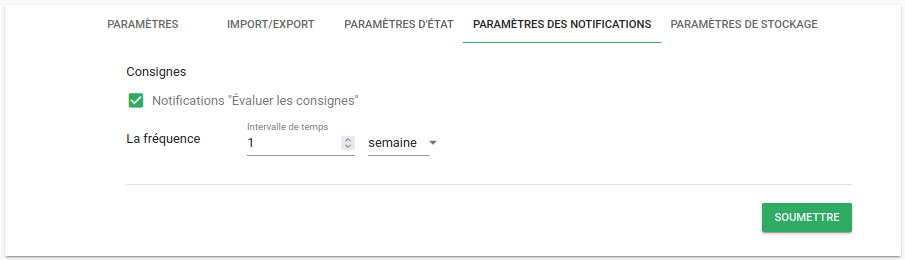 PARAMÈTRES IMPORT/EXPORT PARAMÈTRES D'ÉTAT PARAMÈTRES DES NOTIFICATIONS PARAMÈTRES DE STOCKAGE
Consignes
Notifications "Évaluer les consignes"
Intervalle de temps
La fréquence 1 semaine
SOUMETTRE